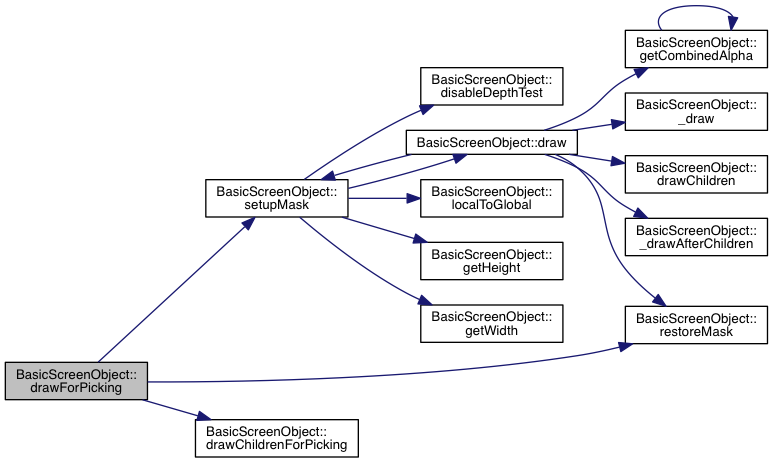 BasicScreenObject::
getCombinedAlpha
BasicScreenObject::
disableDepthTest
BasicScreenObject::
_draw
BasicScreenObject::draw
BasicScreenObject::
drawChildren
BasicScreenObject::
setupMask
BasicScreenObject::
localToGlobal
BasicScreenObject::
_drawAfterChildren
BasicScreenObject::
getHeight
BasicScreenObject::
getWidth
BasicScreenObject::
restoreMask
BasicScreenObject::
drawForPicking
BasicScreenObject::
drawChildrenForPicking